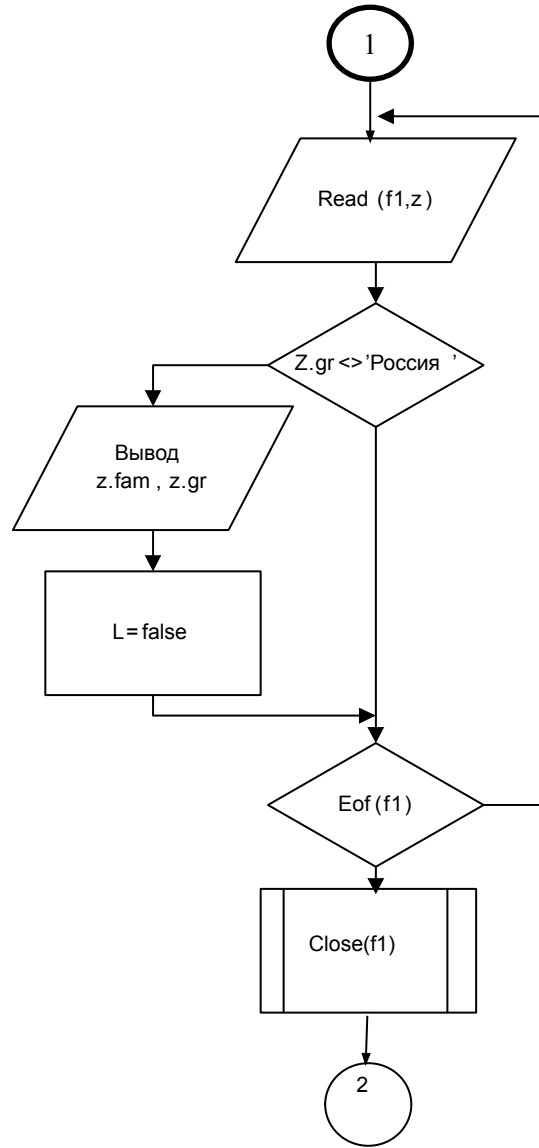 1
Read (f1,z)
Z.gr <>'Россия '
Вывод
z.fam , z.gr
L=false
Eof (f1)
Close(f1)
2